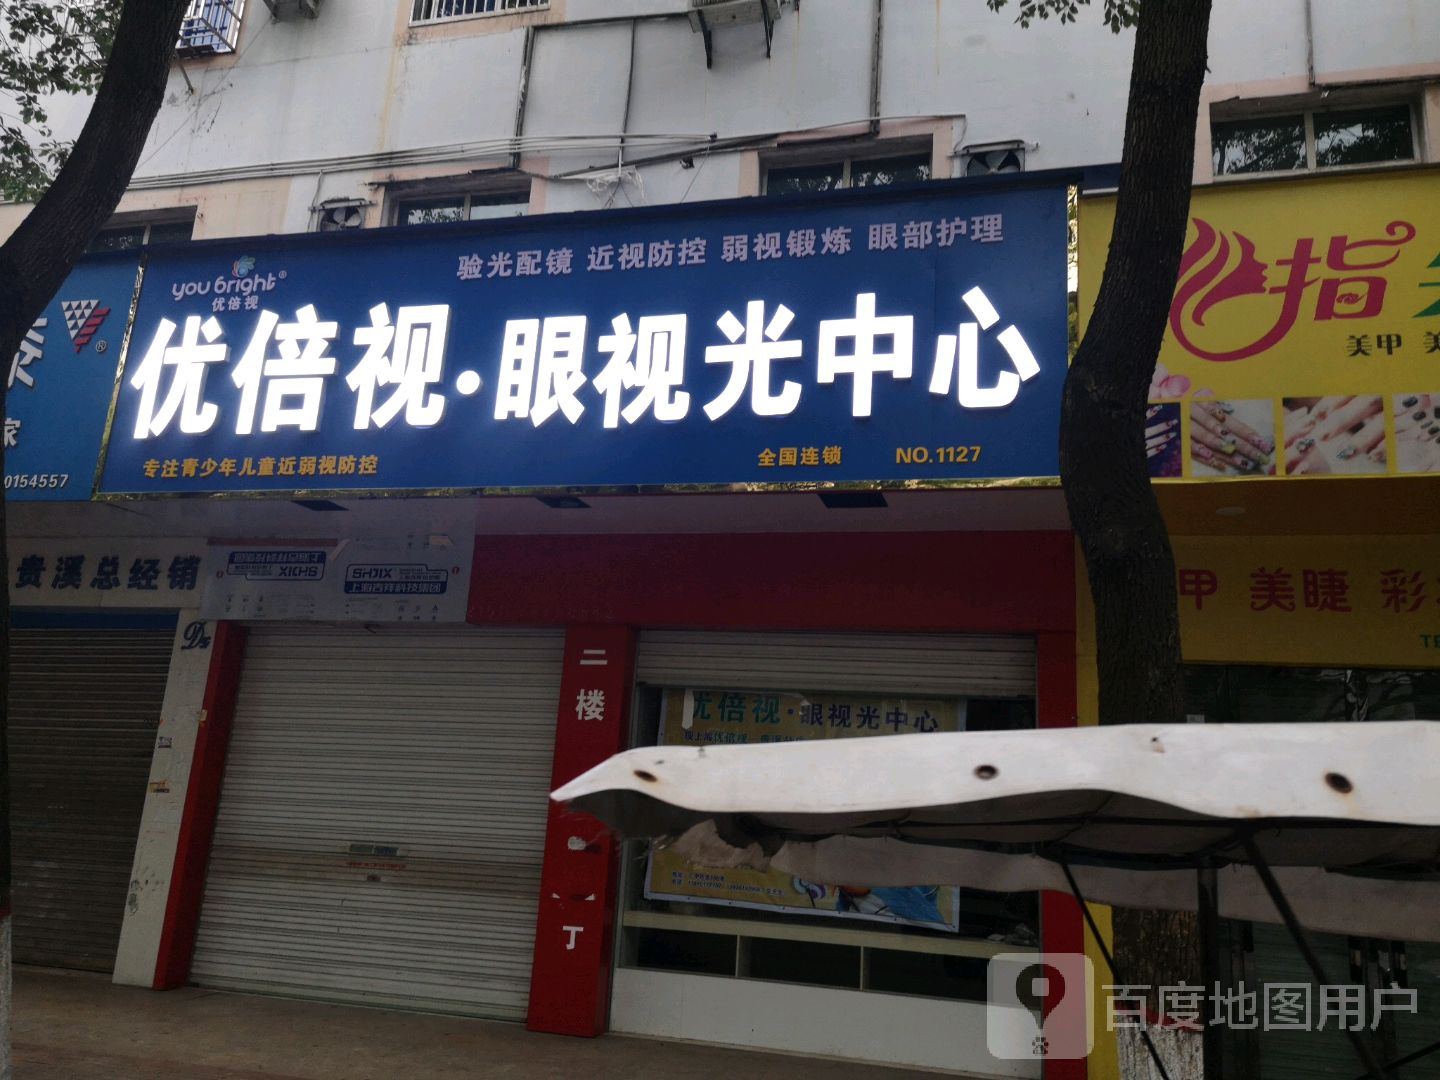 验光配镜 近视防控 弱视锻炼 眼部护理
you bright®
优倍视
优倍视·眼视光中心
专注青少年儿童近弱视防控
全国连锁 NO.1127
家
0154557
®
指
美甲 美
贵溪总经销
SHJIX
上海吉祥科技集团
二楼
丁
甲 美睫 彩
优倍视·眼视光中心
百度地图用户